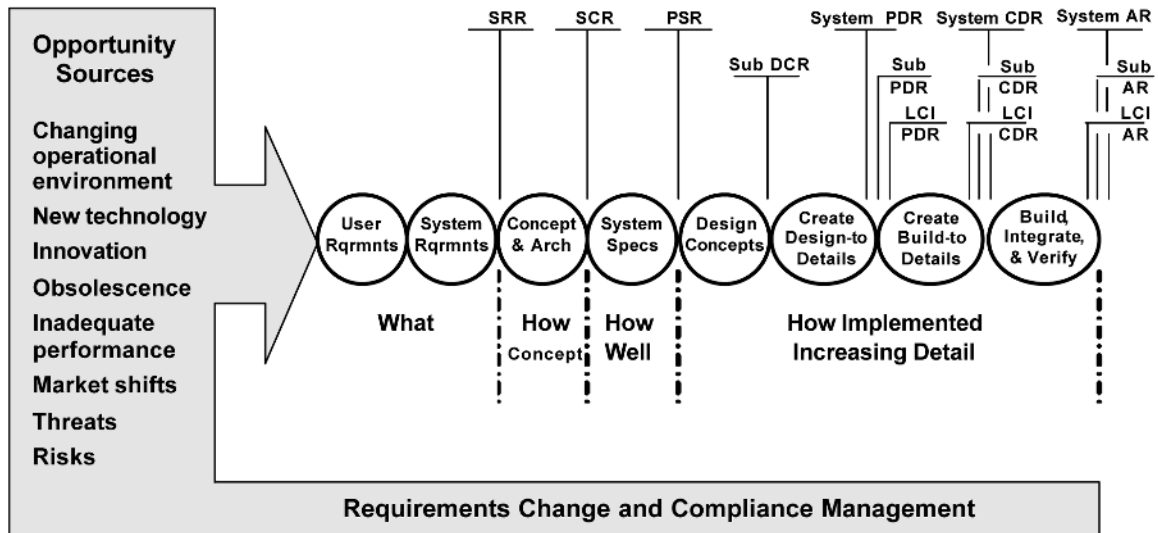 Opportunity
Sources
Changing
operational
environment
New technology
Innovation
Obsolescence
Inadequate
performance
Market shifts
Threats
Risks
SRR
SCR
PSR
Sub DCR
System PDR
Sub
PDR
LCI
PDR
System CDR
Sub
CDR
LCI
CDR
System AR
Sub
AR
LCI
AR
User
Rqrmnts
System
Rqrmnts
Concept
& Arch
System
Specs
Design
Concepts
Create
Design-to
Details
Create
Build-to
Details
Build,
Integrate,
& Verify
What
How
Concept
How
Well
How Implemented
Increasing Detail
Requirements Change and Compliance Management